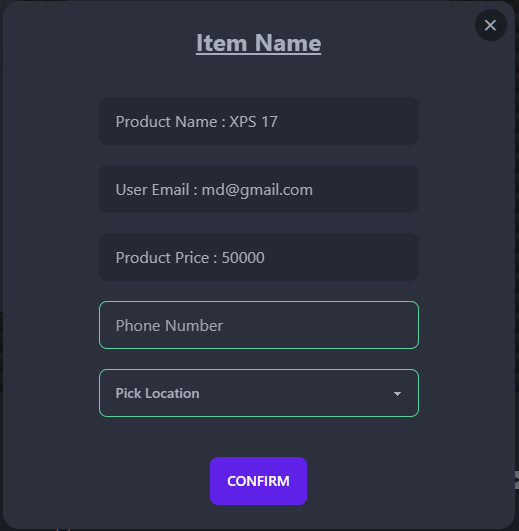 Item Name
✕
Product Name : XPS 17
User Email : md@gmail.com
Product Price : 50000
Phone Number
Pick Location
CONFIRM